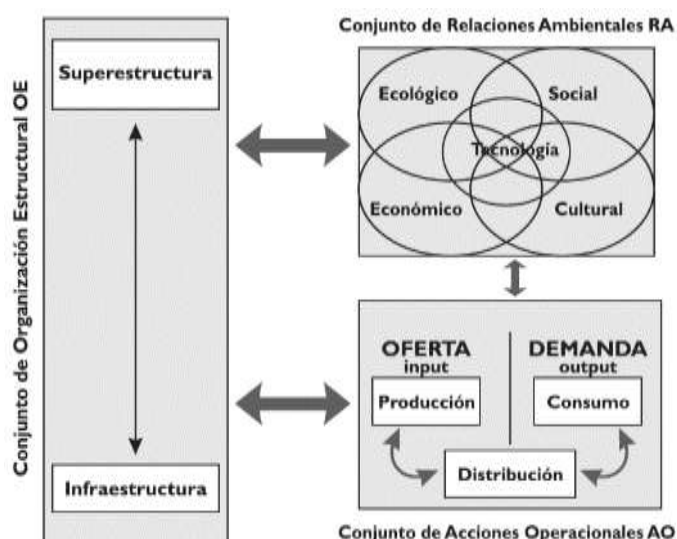 Conjunto de Organización Estructural OE
Superestructura
Infraestructura
Conjunto de Relaciones Ambientales RA
Ecológico
Social
Tecnología
Económico
Cultural
OFERTA
input
Producción
DEMANDA
output
Consumo
Distribución
Conjunto de Acciones Operacionales AO